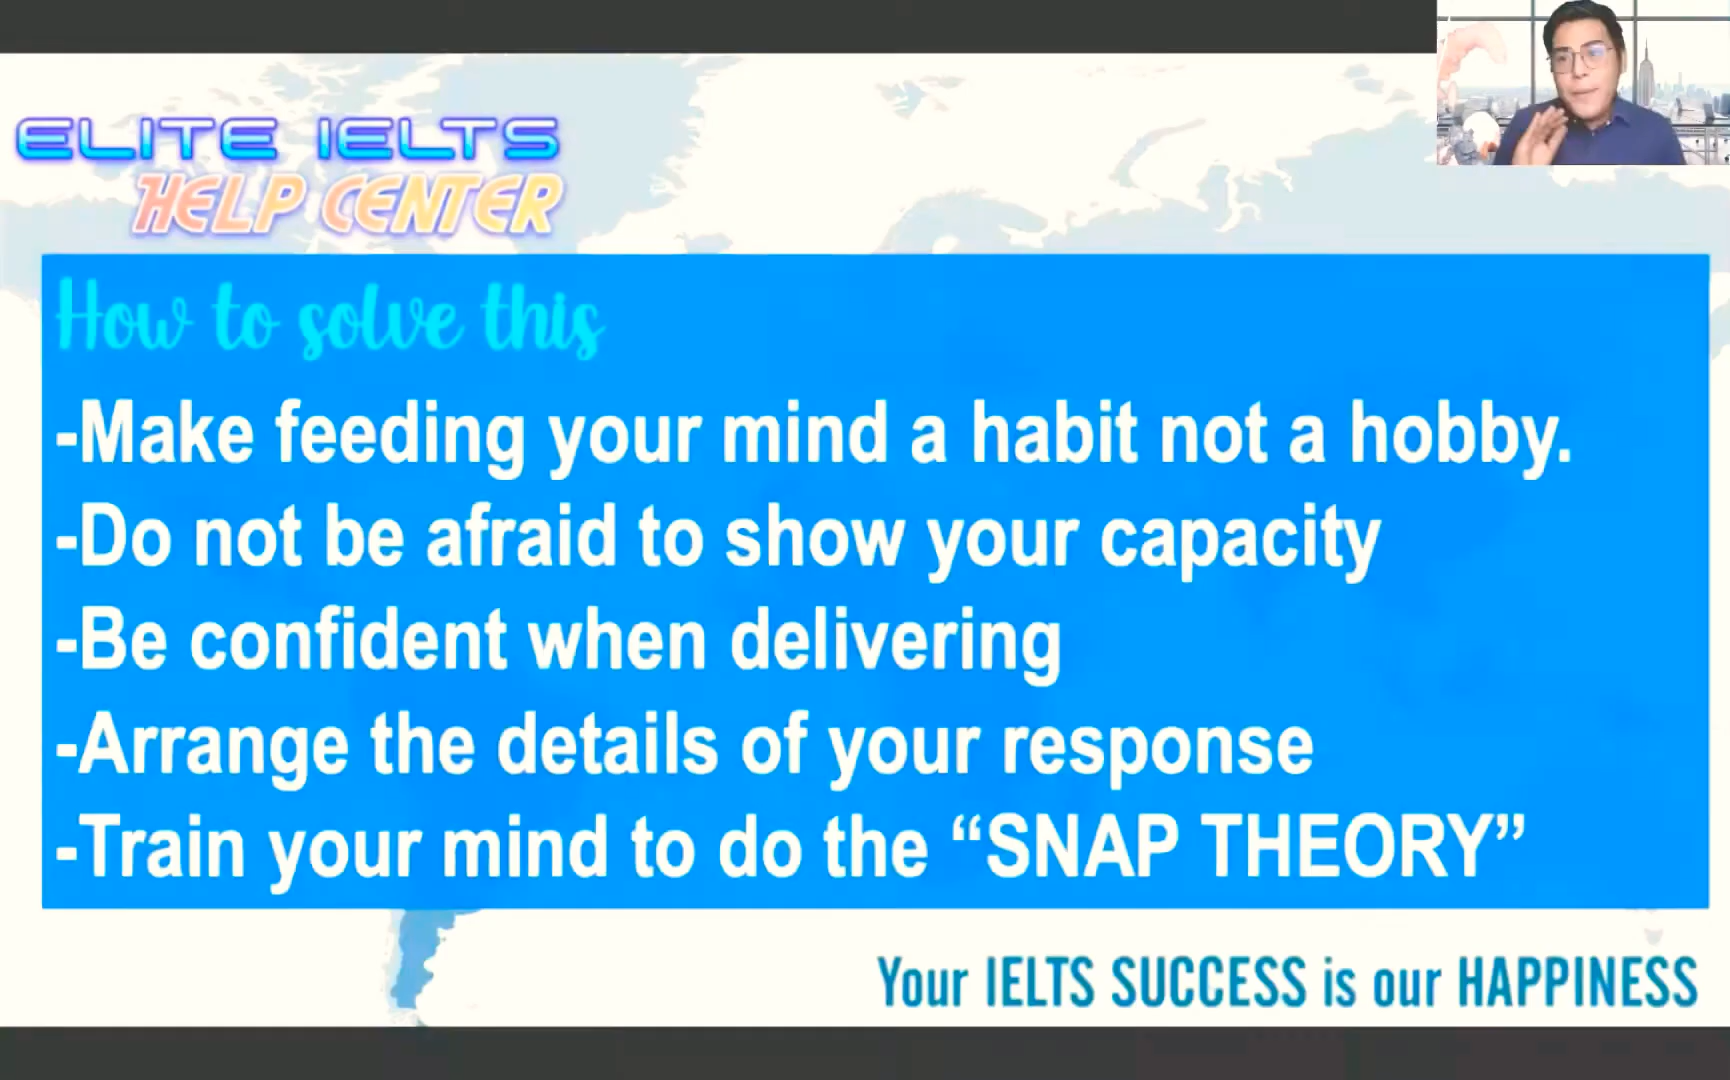 ELITE IELTS
HELP CENTER
How to solve this
-Make feeding your mind a habit not a hobby.
-Do not be afraid to show your capacity
-Be confident when delivering
-Arrange the details of your response
-Train your mind to do the “SNAP THEORY”
Your IELTS SUCCESS is our HAPPINESS